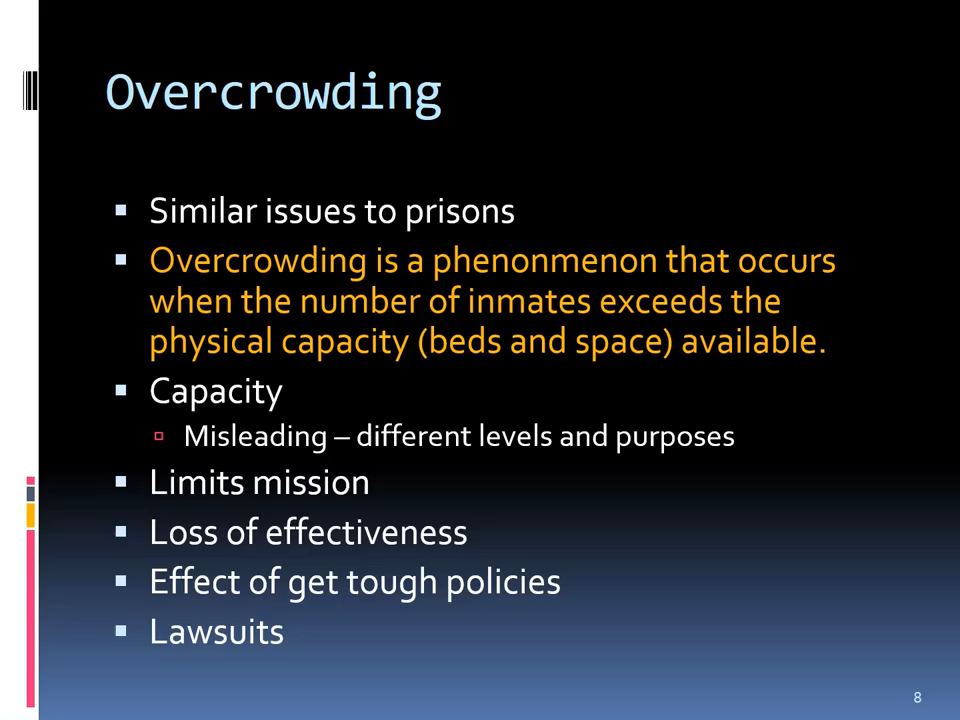 Overcrowding
Similar issues to prisons
Overcrowding is a phenonmenon that occurs
when the number of inmates exceeds the
physical capacity (beds and space) available.
Capacity
Misleading – different levels and purposes
Limits mission
Loss of effectiveness
Effect of get tough policies
Lawsuits
8